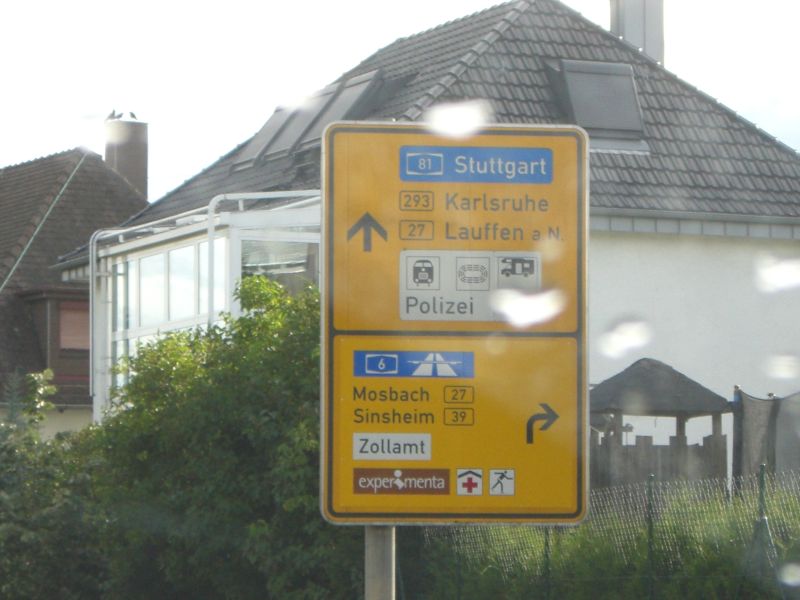 81 Stuttgart
293 Karlsruhe
27 Lauffen a.N.
Polizei
6
Mosbach 27
Sinsheim 39
Zollamt
experimenta